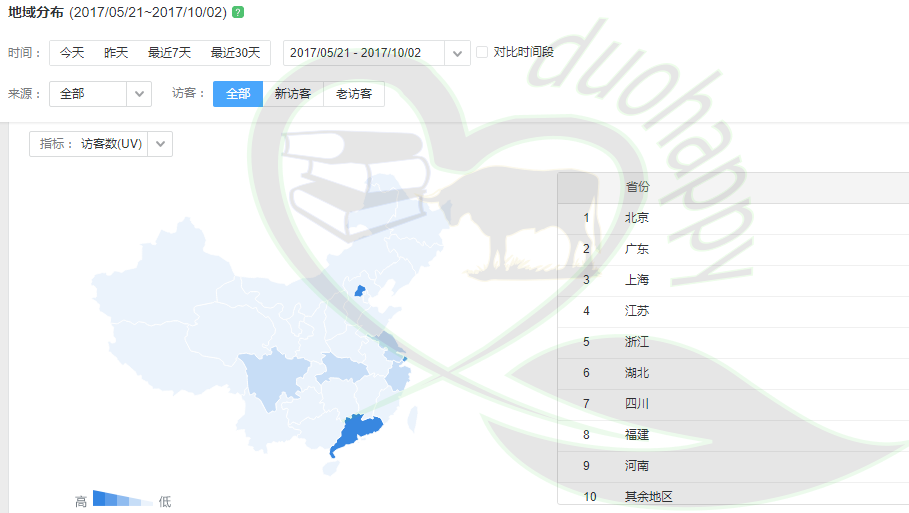 地域分布 (2017/05/21~2017/10/02) ?
时间： 今天 昨天 最近7天 最近30天 2017/05/21 - 2017/10/02 对比时间段
来源： 全部 访客： 全部 新访客 老访客
指标： 访客数(UV)
duohappy
省份
1 北京
2 广东
3 上海
4 江苏
5 浙江
6 湖北
7 四川
8 福建
9 河南
10 其余地区
高 低